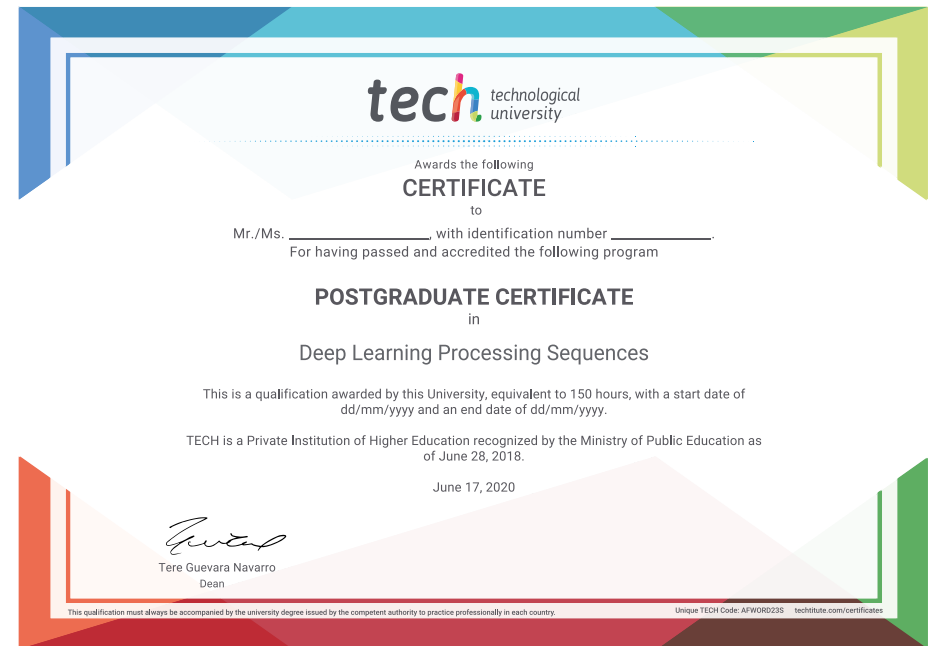 tech technological
university
Awards the following
CERTIFICATE
to
Mr./Ms. ____________________, with identification number ______________.
For having passed and accredited the following program
POSTGRADUATE CERTIFICATE
in
Deep Learning Processing Sequences
This is a qualification awarded by this University, equivalent to 150 hours, with a start date of
dd/mm/yyyy and an end date of dd/mm/yyyy.
TECH is a Private Institution of Higher Education recognized by the Ministry of Public Education as
of June 28, 2018.
June 17, 2020
Tere Guevara Navarro
Dean
This qualification must always be accompanied by the university degree issued by the competent authority to practice professionally in each country.
Unique TECH Code: AFWORD23S techtitute.com/certificates